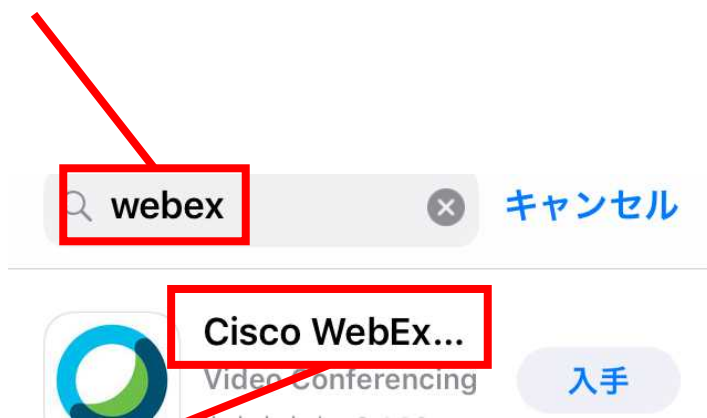 webex
キャンセル
Cisco WebEx...
Video Conferencing
入手